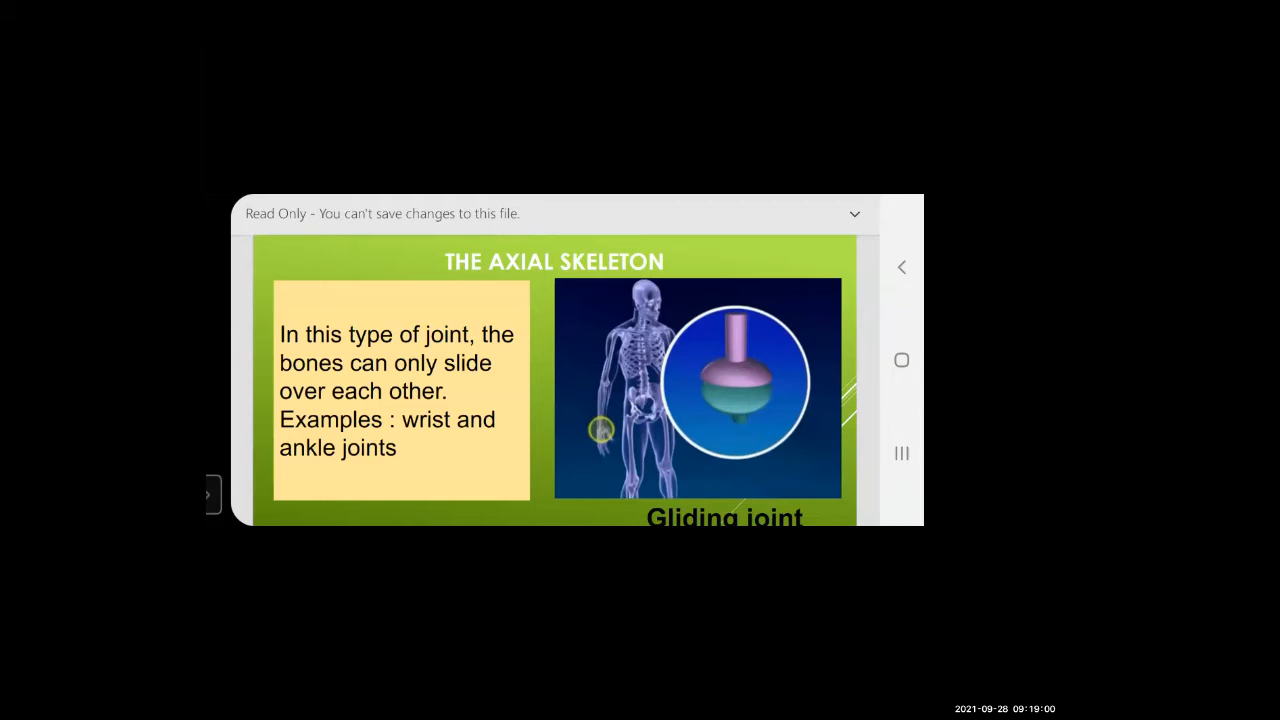 Read Only - You can't save changes to this file.
THE AXIAL SKELETON
In this type of joint, the
bones can only slide
over each other.
Examples : wrist and
ankle joints
Gliding joint
2021-09-28 09:19:00